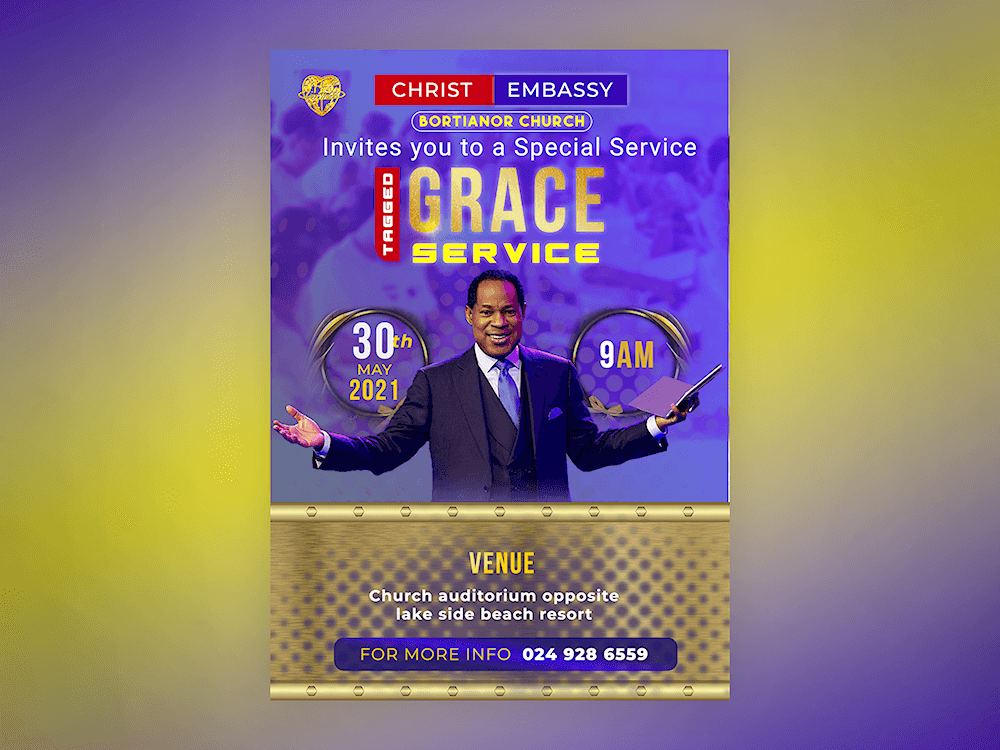 CHRIST EMBASSY
BORTIANOR CHURCH
Invites you to a Special Service
TAGGED
GRACE
SERVICE
30th
MAY
2021
9AM
VENUE
Church auditorium opposite
lake side beach resort
FOR MORE INFO 024 928 6559